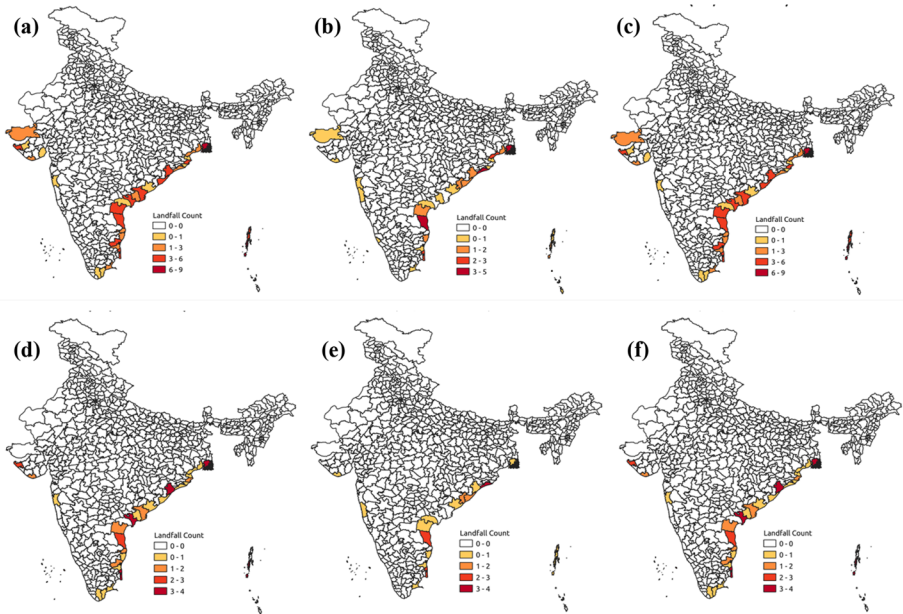 (a)
Landfall Count
0 - 0
0 - 1
1 - 3
3 - 6
6 - 9
(b)
Landfall Count
0 - 0
0 - 1
1 - 2
2 - 3
3 - 5
(c)
Landfall Count
0 - 0
0 - 1
1 - 3
3 - 6
6 - 9
(d)
Landfall Count
0 - 0
0 - 1
1 - 2
2 - 3
3 - 4
(e)
Landfall Count
0 - 0
0 - 1
1 - 2
2 - 3
3 - 4
(f)
Landfall Count
0 - 0
0 - 1
1 - 2
2 - 3
3 - 4